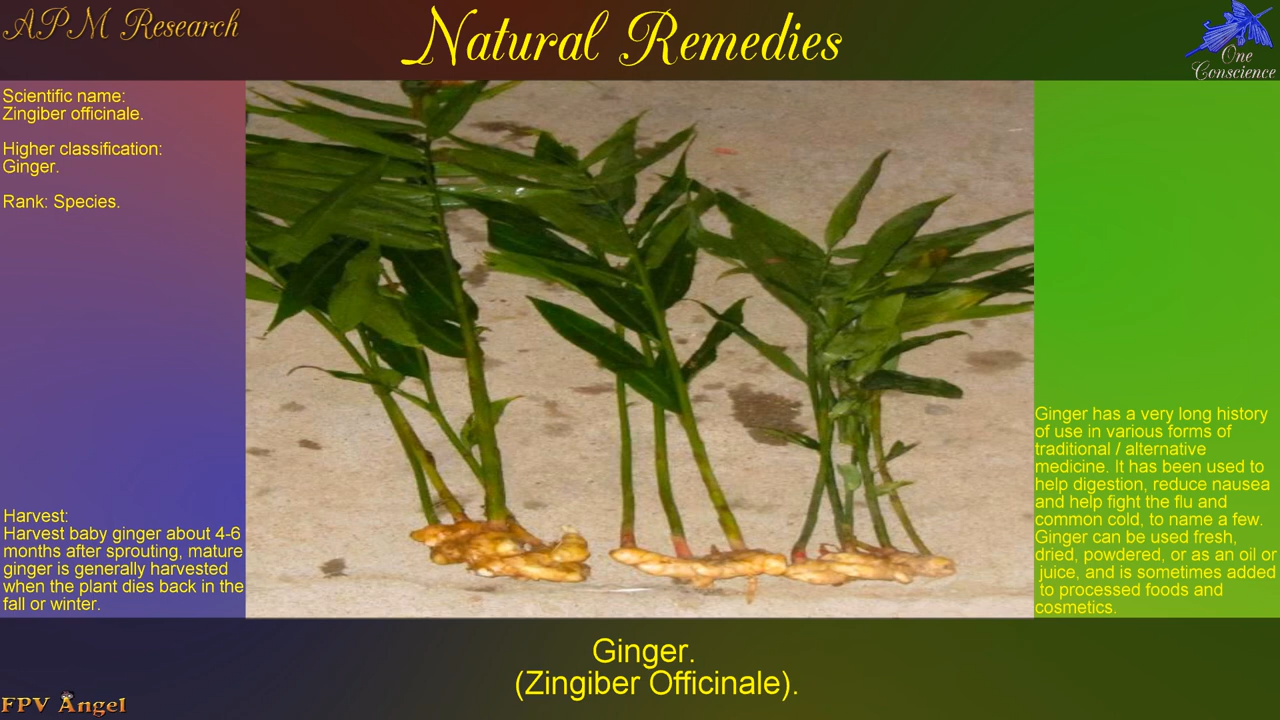 APM Research
Natural Remedies
One
Conscience
Scientific name:
Zingiber officinale.
Higher classification:
Ginger.
Rank: Species.
Harvest:
Harvest baby ginger about 4-6
months after sprouting, mature
ginger is generally harvested
when the plant dies back in the
fall or winter.
Ginger has a very long history
of use in various forms of
traditional / alternative
medicine. It has been used to
help digestion, reduce nausea
and help fight the flu and
common cold, to name a few.
Ginger can be used fresh,
dried, powdered, or as an oil or
juice, and is sometimes added
to processed foods and
cosmetics.
Ginger.
(Zingiber Officinale).
FPV Angel